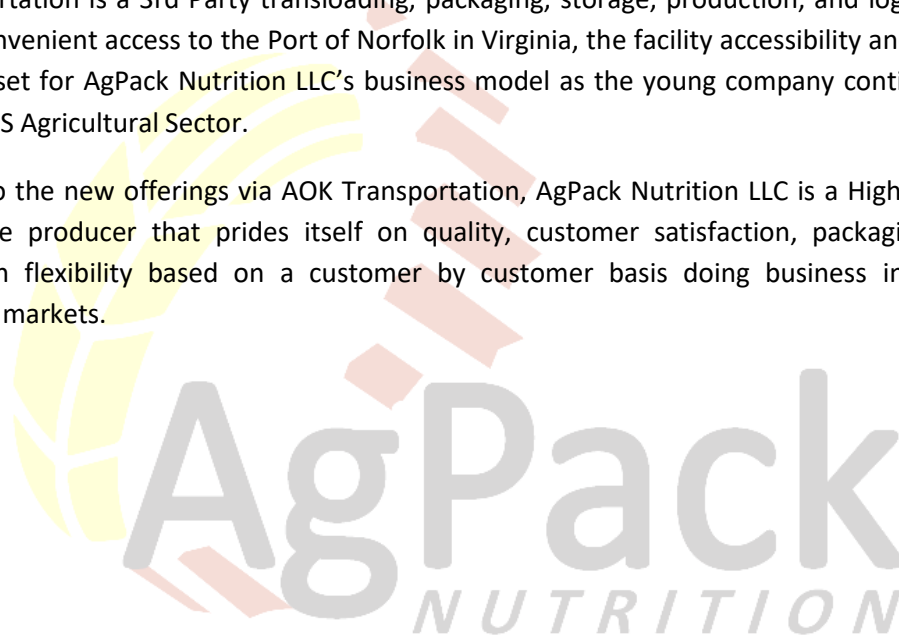 rtation is a 3rd Party transloading, packaging, storage, production, and log
nvenient access to the Port of Norfolk in Virginia, the facility accessibility an
set for AgPack Nutrition LLC's business model as the young company conti
S Agricultural Sector.
o the new offerings via AOK Transportation, AgPack Nutrition LLC is a High
e producer that prides itself on quality, customer satisfaction, packagi
n flexibility based on a customer by customer basis doing business in
markets.
AgPack
NUTRITION